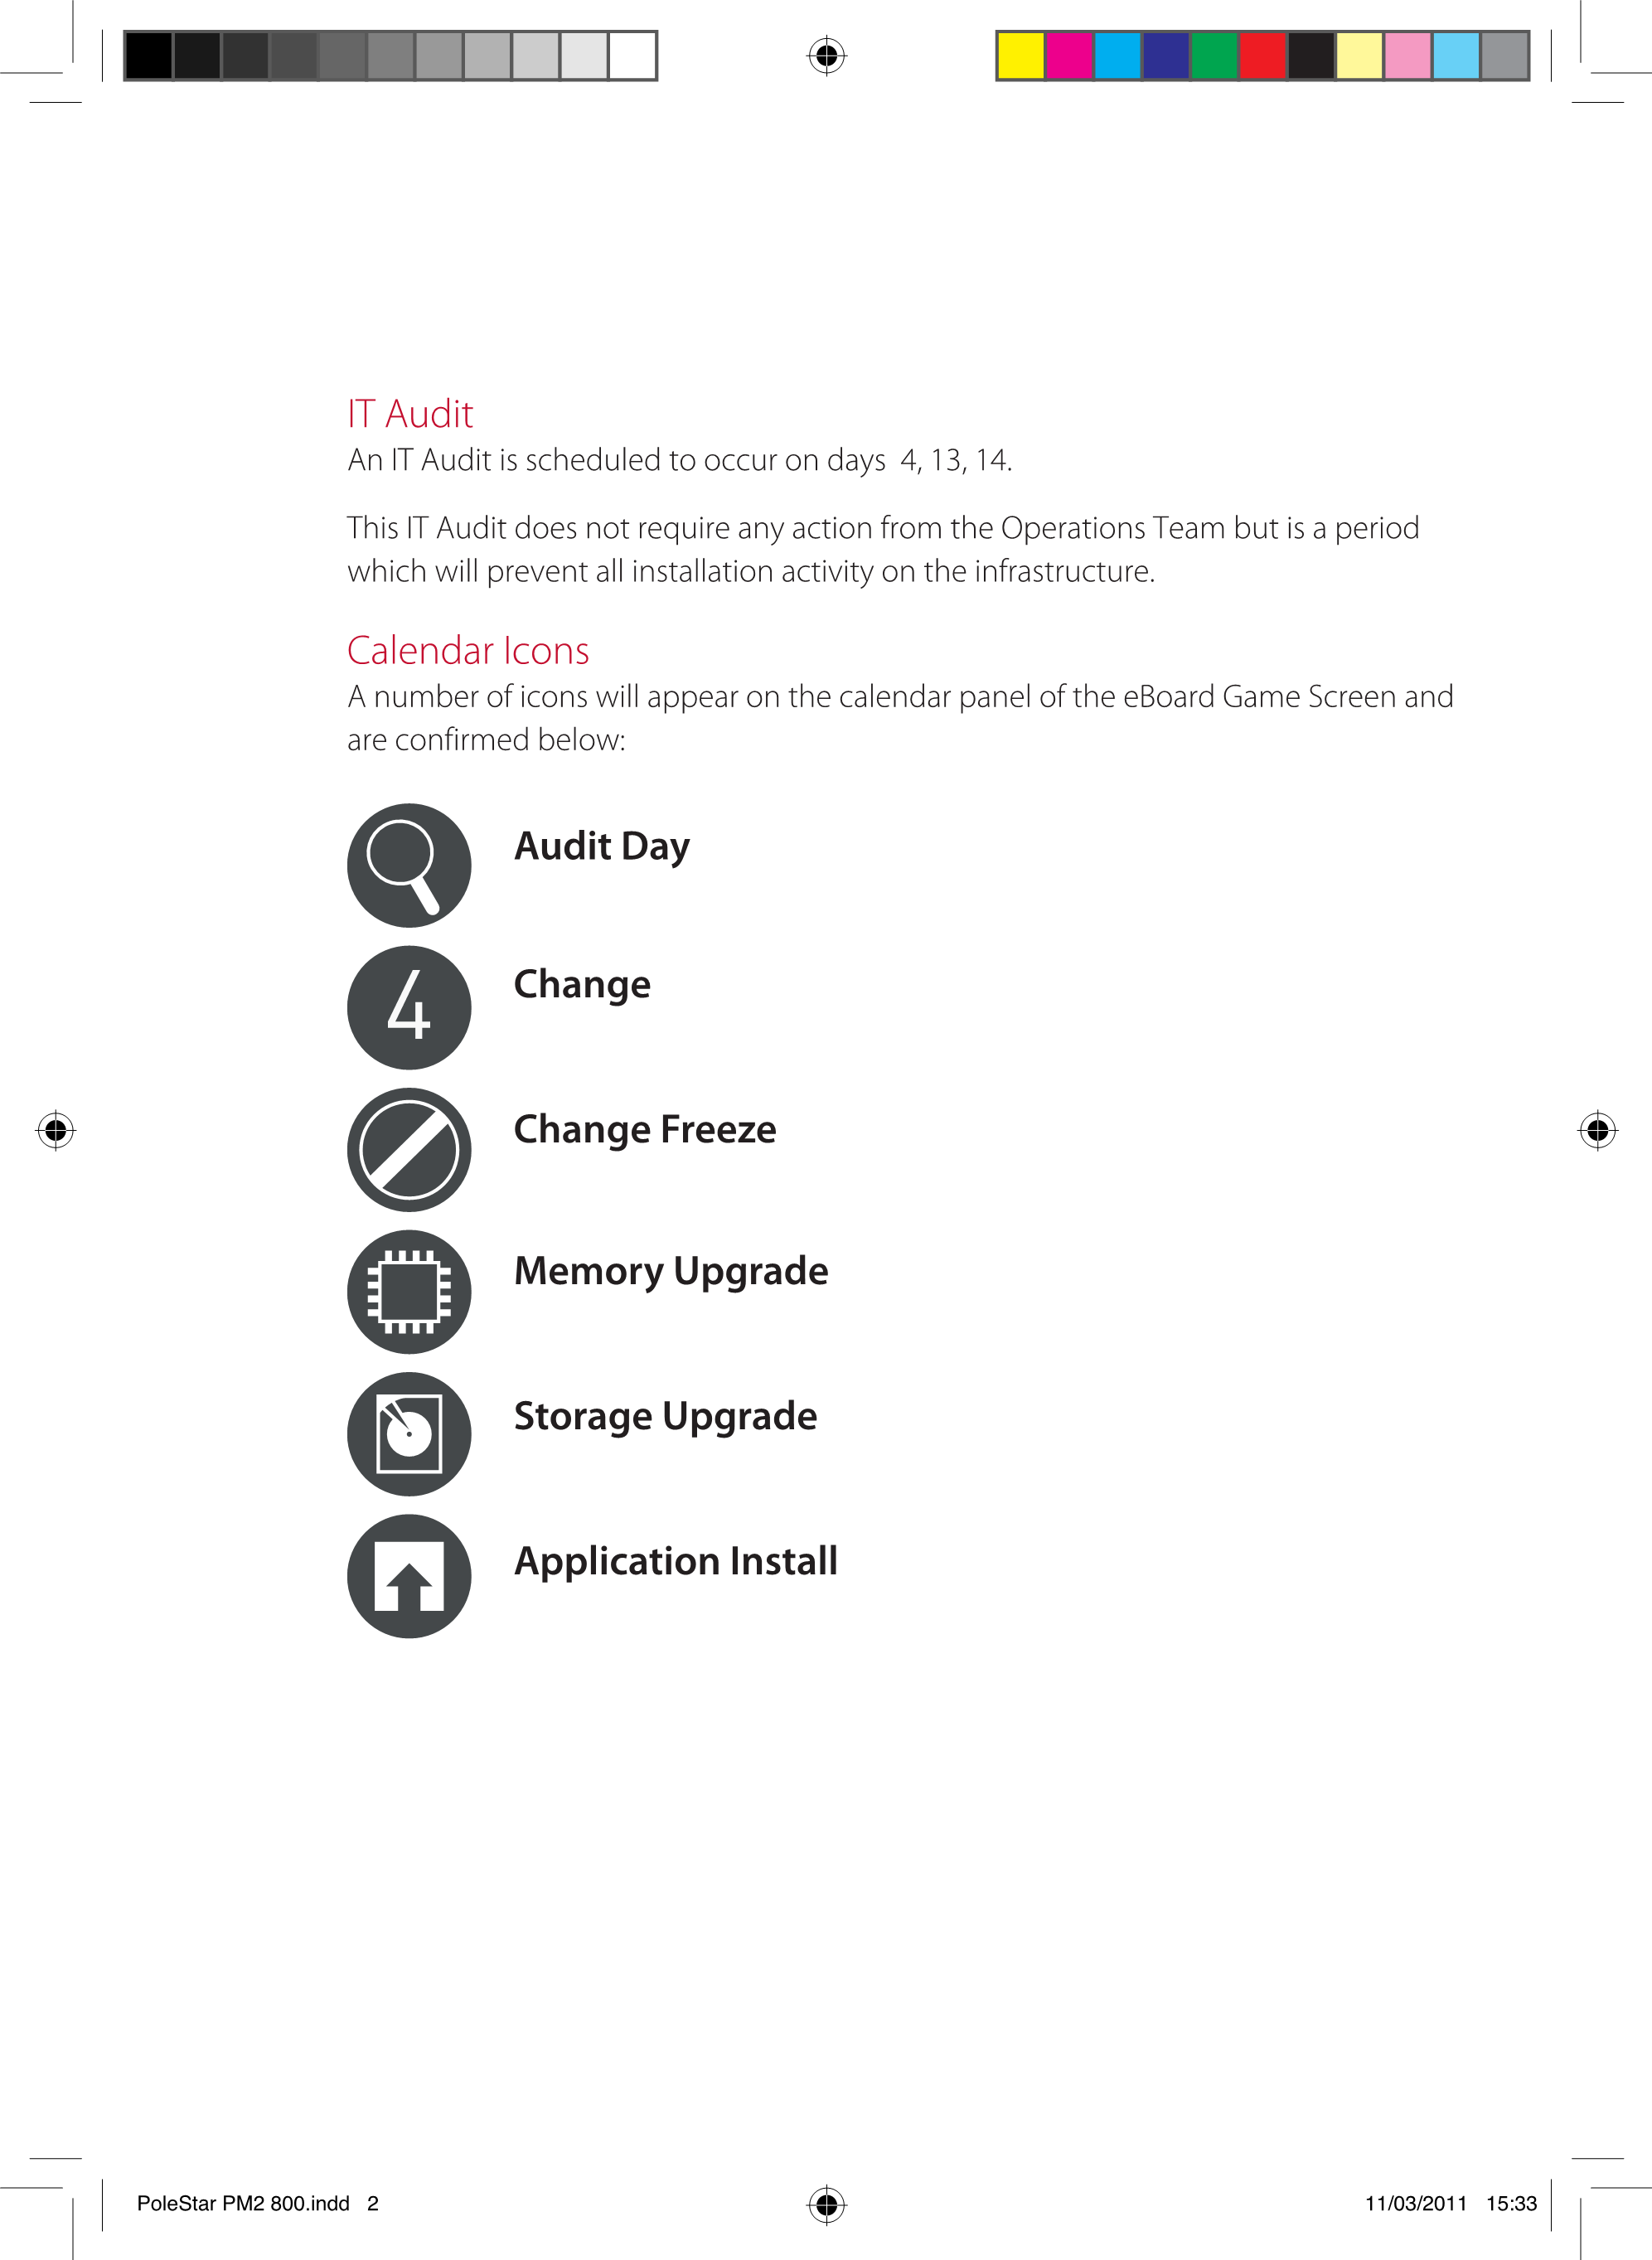 IT Audit
An IT Audit is scheduled to occur on days  4, 13, 14.
This IT Audit does not require any action from the Operations Team but is a period
which will prevent all installation activity on the infrastructure.
Calendar Icons
A number of icons will appear on the calendar panel of the eBoard Game Screen and
are confirmed below:
Audit Day
4 Change
Change Freeze
Memory Upgrade
Storage Upgrade
Application Install
PoleStar PM2 800.indd   2 11/03/2011   15:33